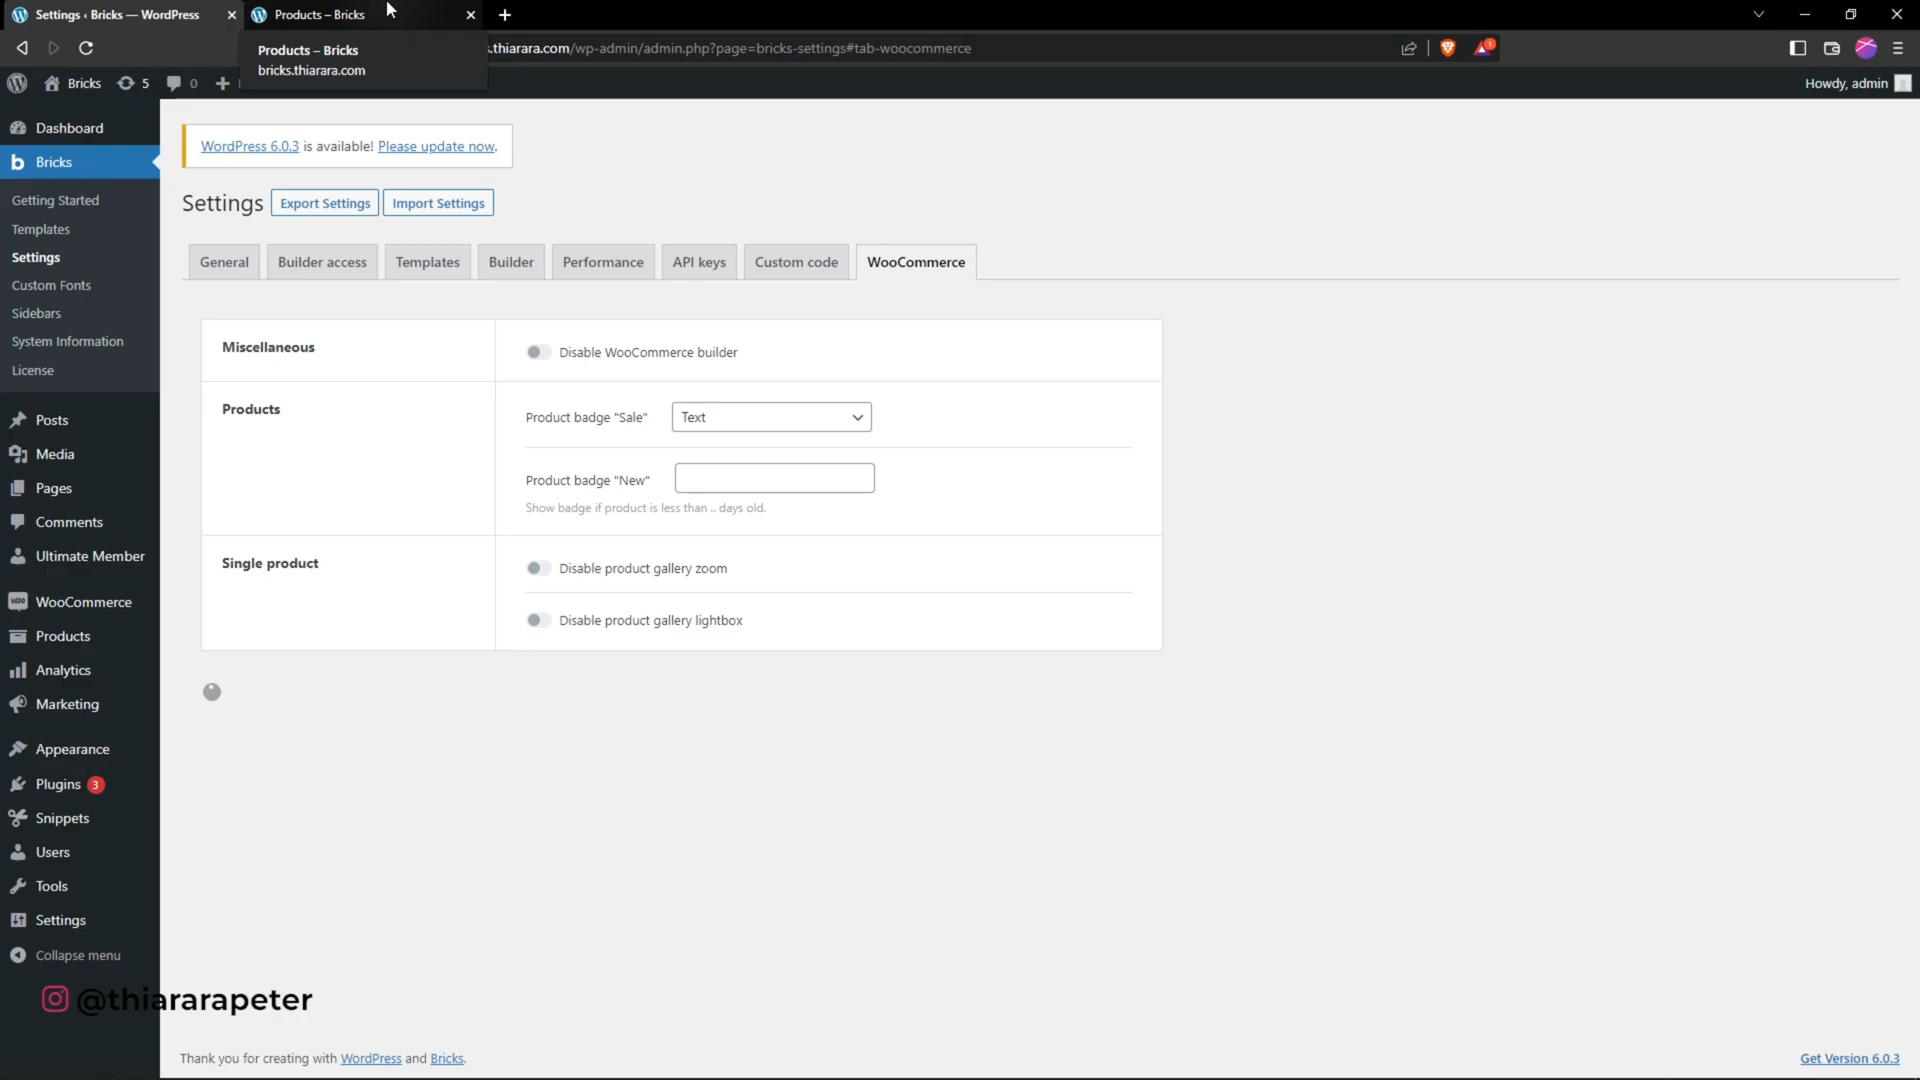 Settings ‹ Bricks — WordPress
Products – Bricks
Products – Bricks
bricks.thiarara.com
s.thiarara.com/wp-admin/admin.php?page=bricks-settings#tab-woocommerce
1
Bricks
5
0
Howdy, admin
Dashboard
Bricks
Getting Started
Templates
Settings
Custom Fonts
Sidebars
System Information
License
Posts
Media
Pages
Comments
Ultimate Member
WooCommerce
Products
Analytics
Marketing
Appearance
Plugins 3
Snippets
Users
Tools
Settings
Collapse menu
WordPress 6.0.3 is available! Please update now.
Settings
Export Settings
Import Settings
General
Builder access
Templates
Builder
Performance
API keys
Custom code
WooCommerce
Miscellaneous
Disable WooCommerce builder
Products
Product badge "Sale"
Text
Product badge "New"
Show badge if product is less than .. days old.
Single product
Disable product gallery zoom
Disable product gallery lightbox
@thiararapeter
Thank you for creating with WordPress and Bricks.
Get Version 6.0.3